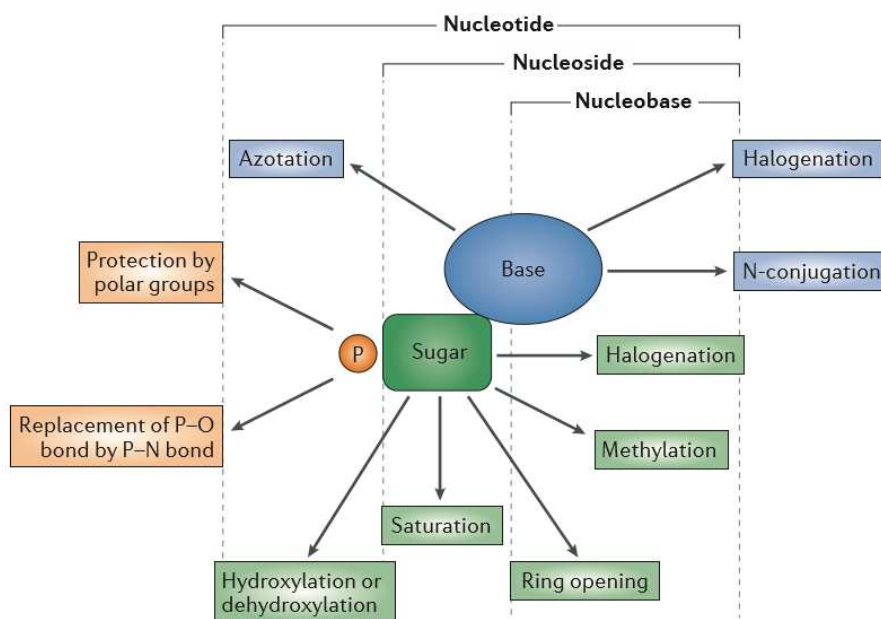 Nucleotide
Nucleoside
Nucleobase
Azotation
Halogenation
Base
N-conjugation
Protection by
polar groups
P
Sugar
Halogenation
Replacement of P–O
bond by P–N bond
Methylation
Saturation
Hydroxylation or
dehydroxylation
Ring opening